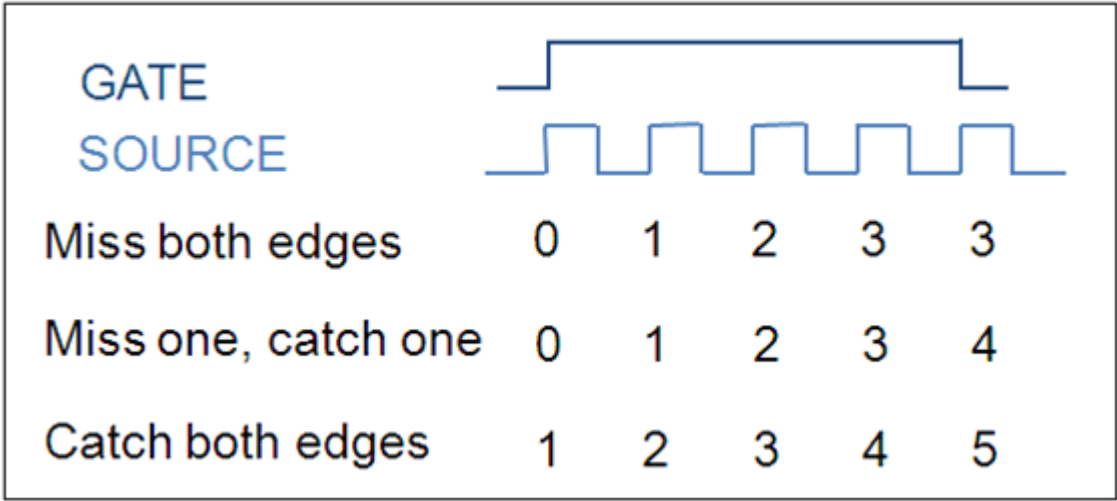 GATE
SOURCE
Miss both edges 0 1 2 3 3
Miss one, catch one 0 1 2 3 4
Catch both edges 1 2 3 4 5